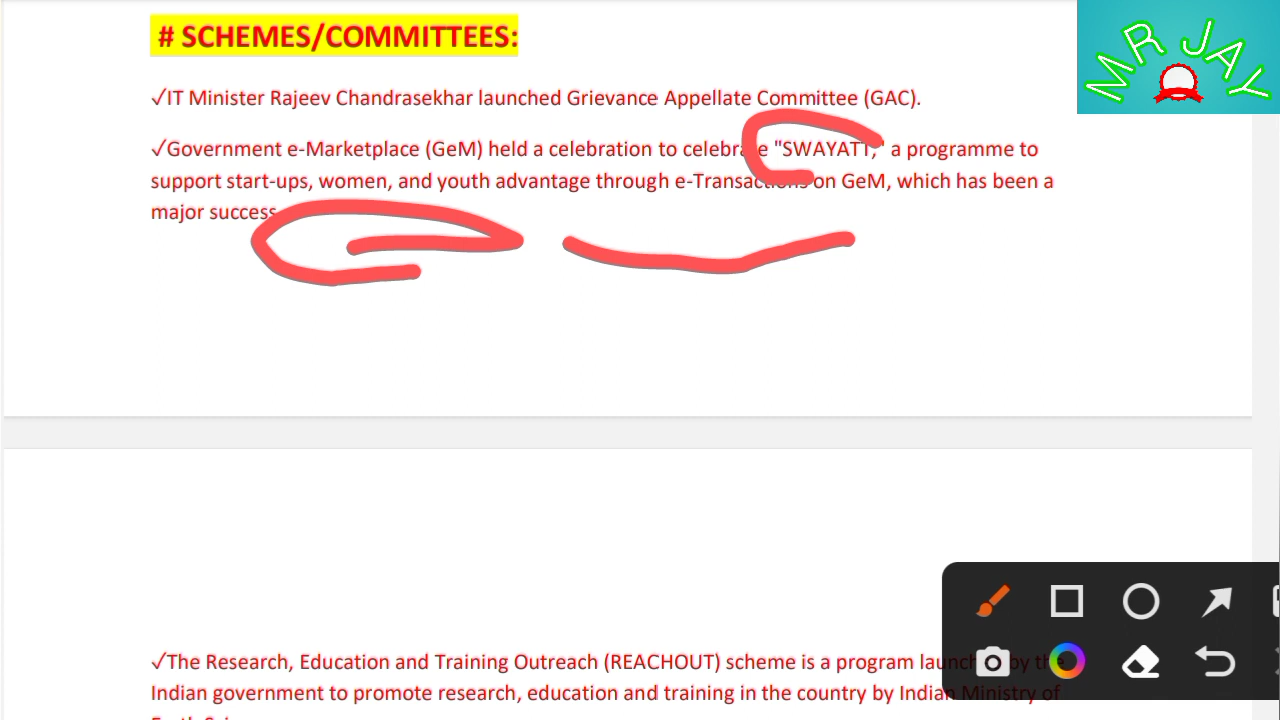 # SCHEMES/COMMITTEES:
MR JAY
✓IT Minister Rajeev Chandrasekhar launched Grievance Appellate Committee (GAC).
✓Government e-Marketplace (GeM) held a celebration to celebrate "SWAYATT," a programme to
support start-ups, women, and youth advantage through e-Transactions on GeM, which has been a
major success
✓The Research, Education and Training Outreach (REACHOUT) scheme is a program launched by the
Indian government to promote research, education and training in the country by Indian Ministry of